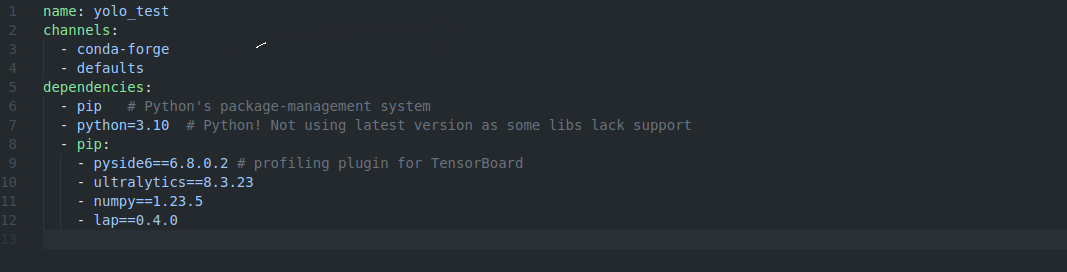 1 name: yolo_test
2 channels:
3   - conda-forge
4   - defaults
5 dependencies:
6   - pip   # Python's package-management system
7   - python=3.10  # Python! Not using latest version as some libs lack support
8   - pip:
9     - pyside6==6.8.0.2 # profiling plugin for TensorBoard
10     - ultralytics==8.3.23
11     - numpy==1.23.5
12     - lap==0.4.0
13